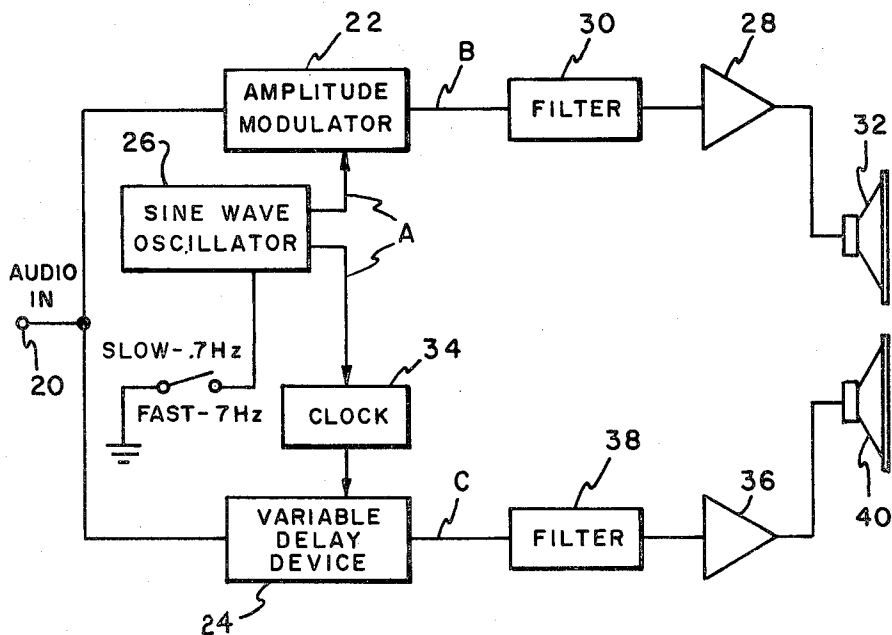 22
AMPLITUDE
MODULATOR
B
30
FILTER
28
32
26
SINE WAVE
OSCILLATOR
A
AUDIO
IN
20
SLOW-.7Hz
FAST-7Hz
34
CLOCK
VARIABLE
DELAY
DEVICE
24
C
38
FILTER
36
40